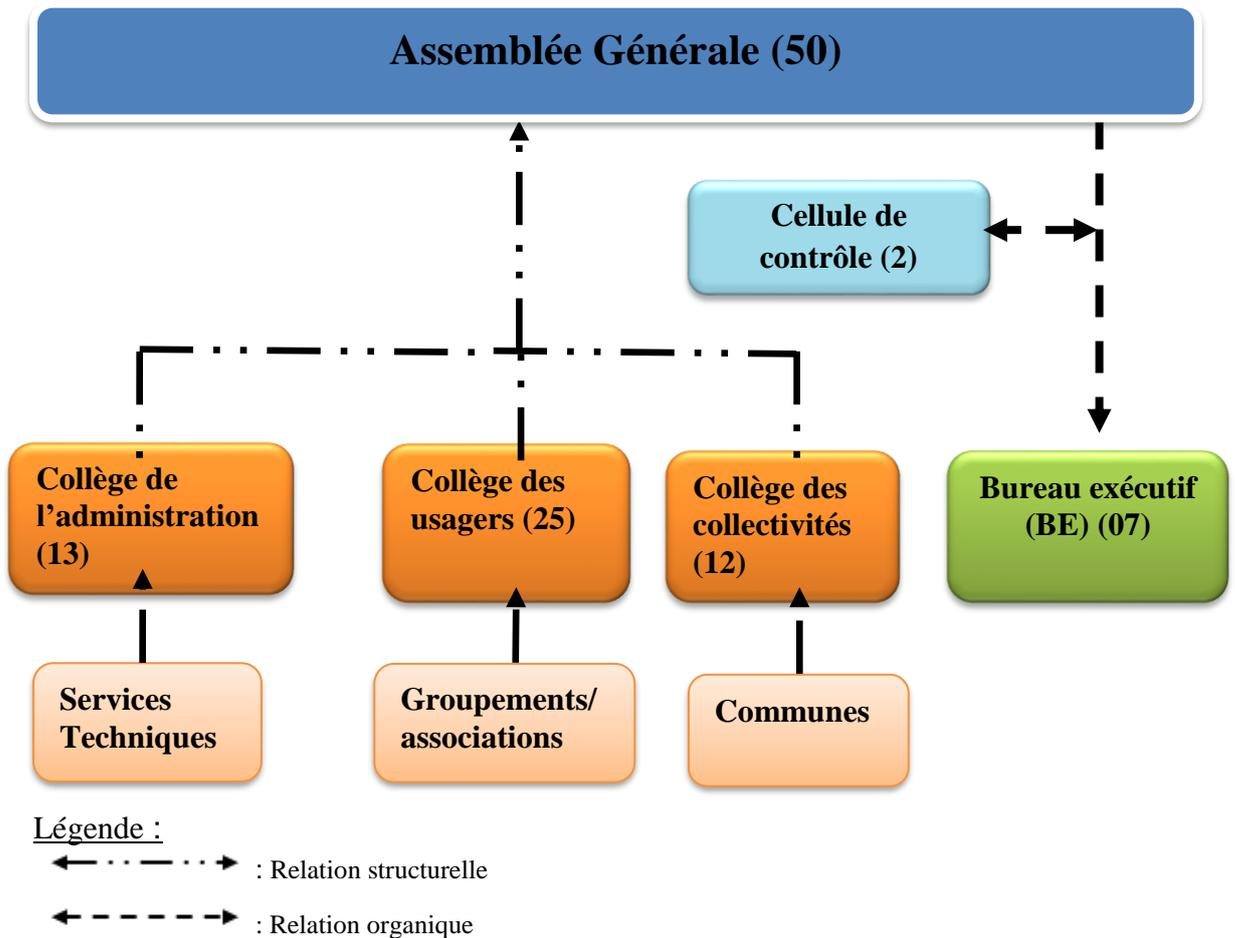 Assemblée Générale (50)
Cellule de
contrôle (2)
Collège de
l’administration
(13)
Collège des
usagers (25)
Collège des
collectivités
(12)
Bureau exécutif
(BE) (07)
Services
Techniques
Groupements/
associations
Communes
Légende :
: Relation structurelle
: Relation organique